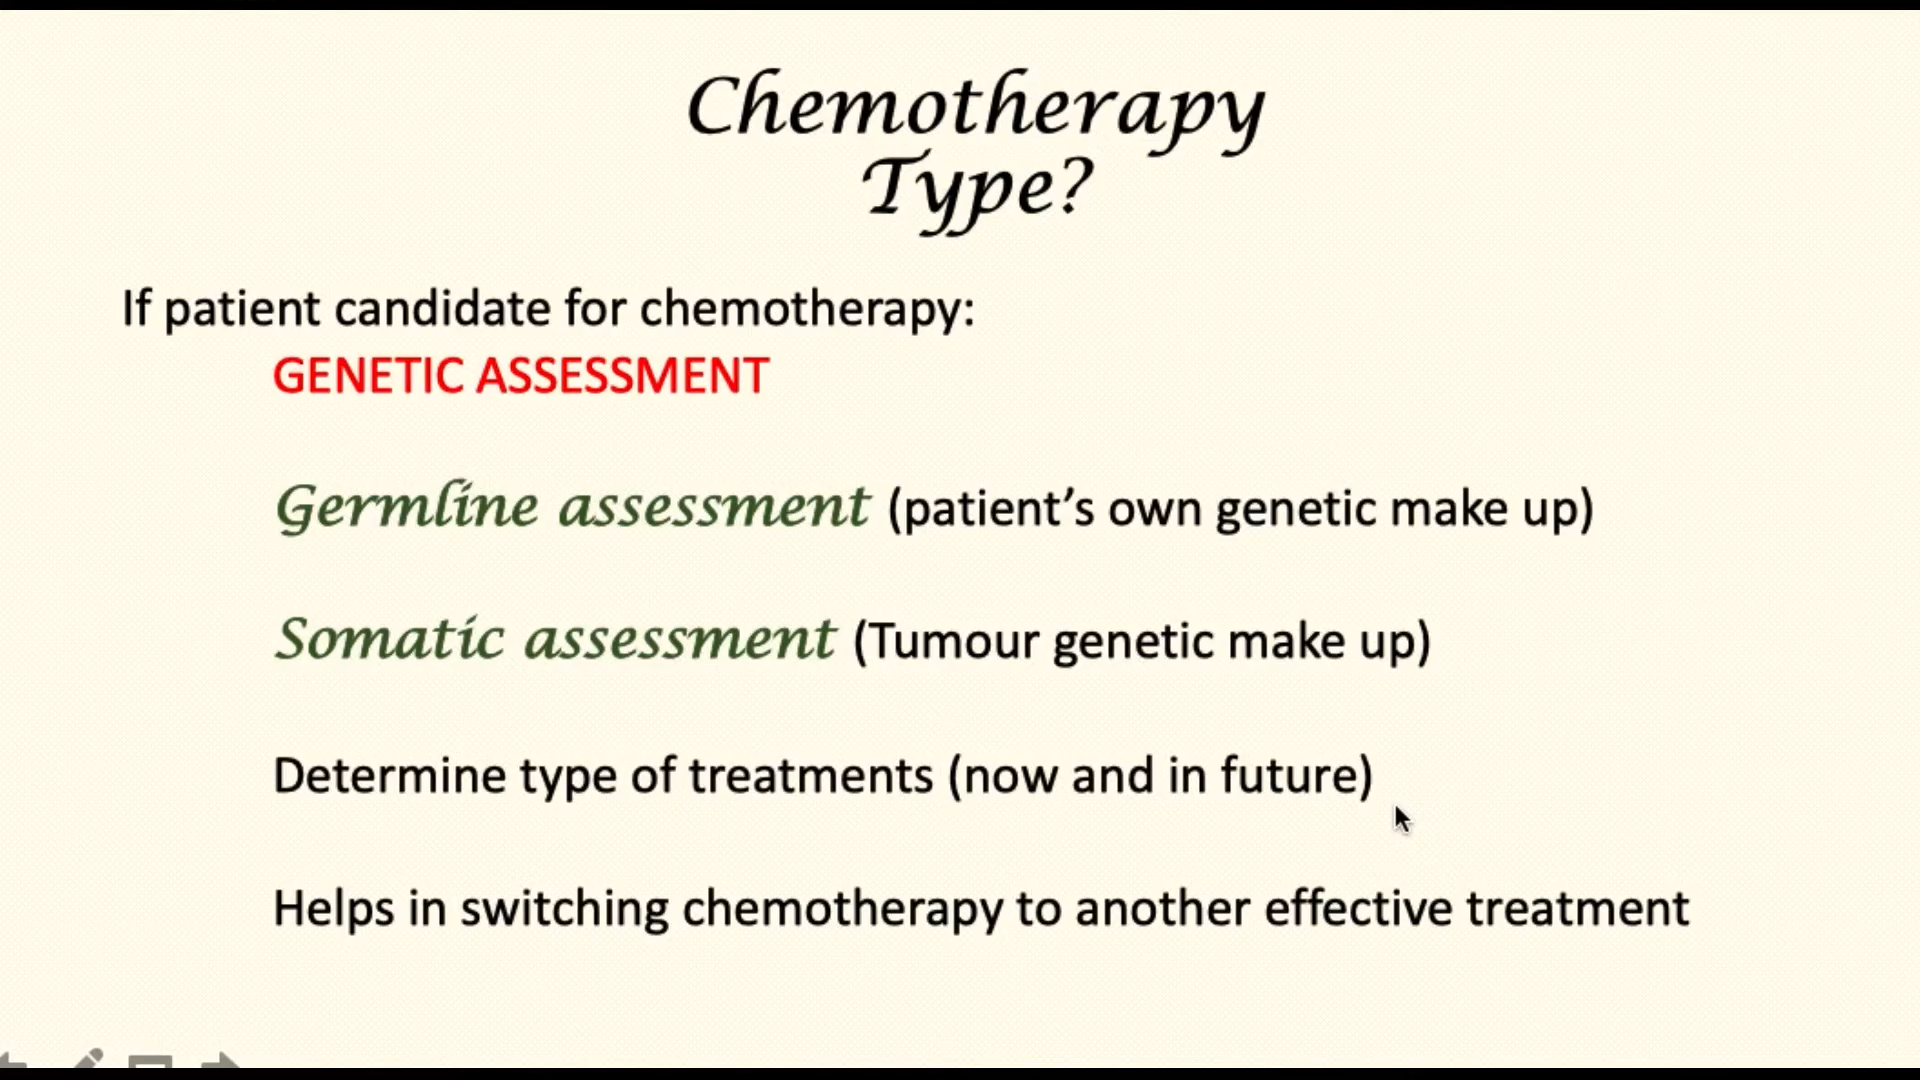 Chemotherapy
Type?
If patient candidate for chemotherapy:
GENETIC ASSESSMENT
Germline assessment (patient’s own genetic make up)
Somatic assessment (Tumour genetic make up)
Determine type of treatments (now and in future)
Helps in switching chemotherapy to another effective treatment